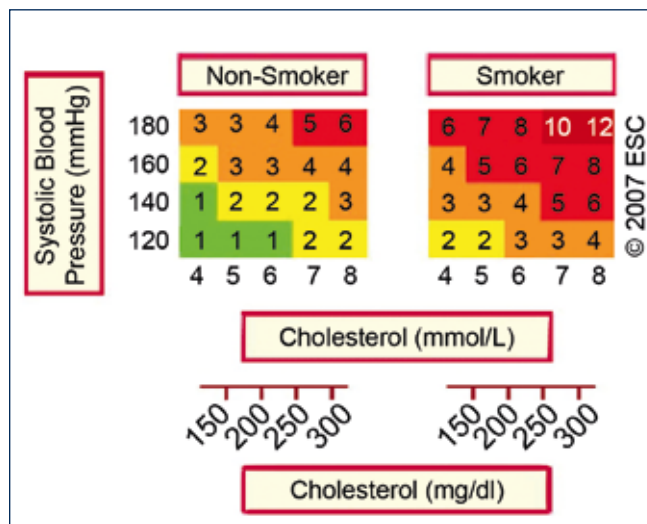 Non-Smoker Smoker
Systolic Blood
Pressure (mmHg)
180 3 3 4 5 6 6 7 8 10 12
160 2 3 3 4 4 4 5 6 7 8
140 1 2 2 2 3 3 3 4 5 6
120 1 1 1 2 2 2 2 3 3 4
4 5 6 7 8 4 5 6 7 8
© 2007 ESC
Cholesterol (mmol/L)
150 200 250 300 150 200 250 300
Cholesterol (mg/dl)